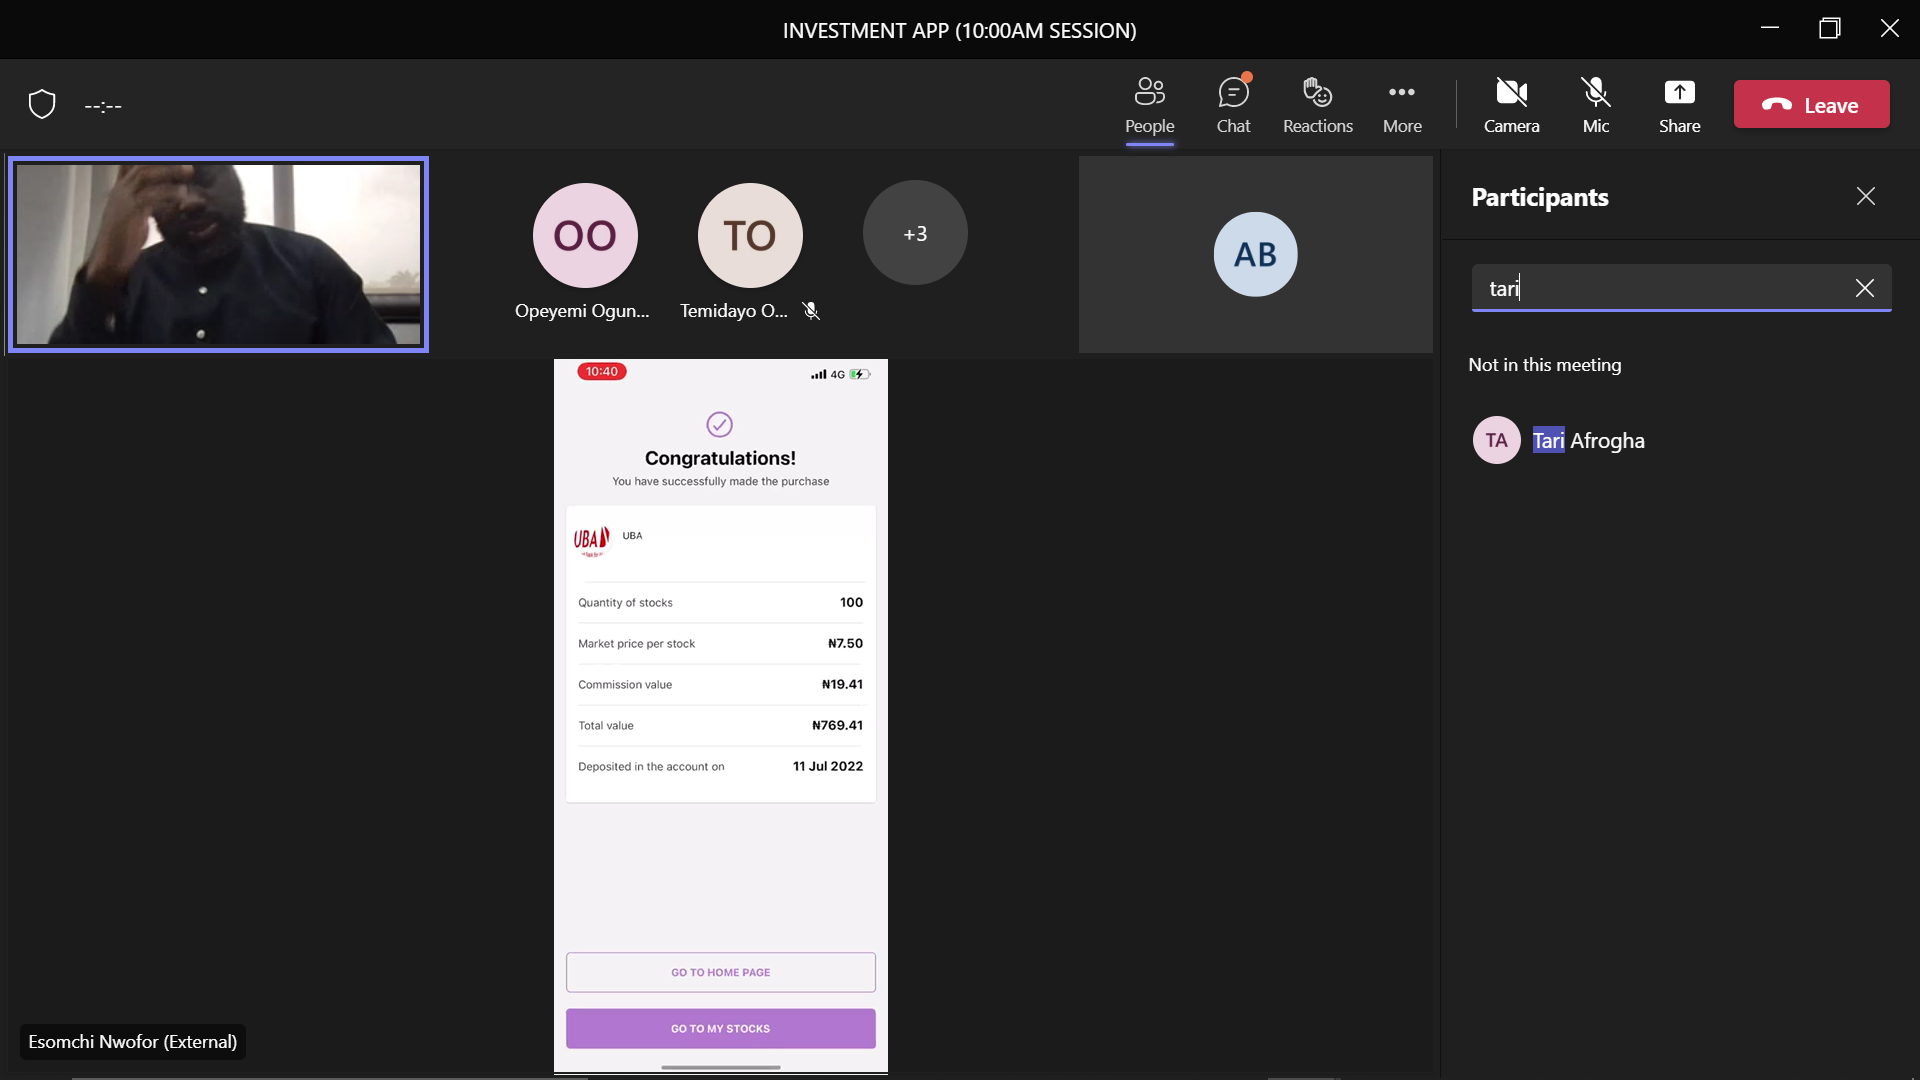 INVESTMENT APP (10:00AM SESSION)
--:--
People
Chat
Reactions
More
Camera
Mic
Share
Leave
OO
TO
+3
AB
Opeyemi Ogun...
Temidayo O...
Participants
tari
Not in this meeting
TA
Tari Afrogha
10:40
4G
Congratulations!
You have successfully made the purchase
UBA
UBA
Quantity of stocks 100
Market price per stock ₦7.50
Commission value ₦19.41
Total value ₦769.41
Deposited in the account on 11 Jul 2022
GO TO HOME PAGE
GO TO MY STOCKS
Esomchi Nwofor (External)